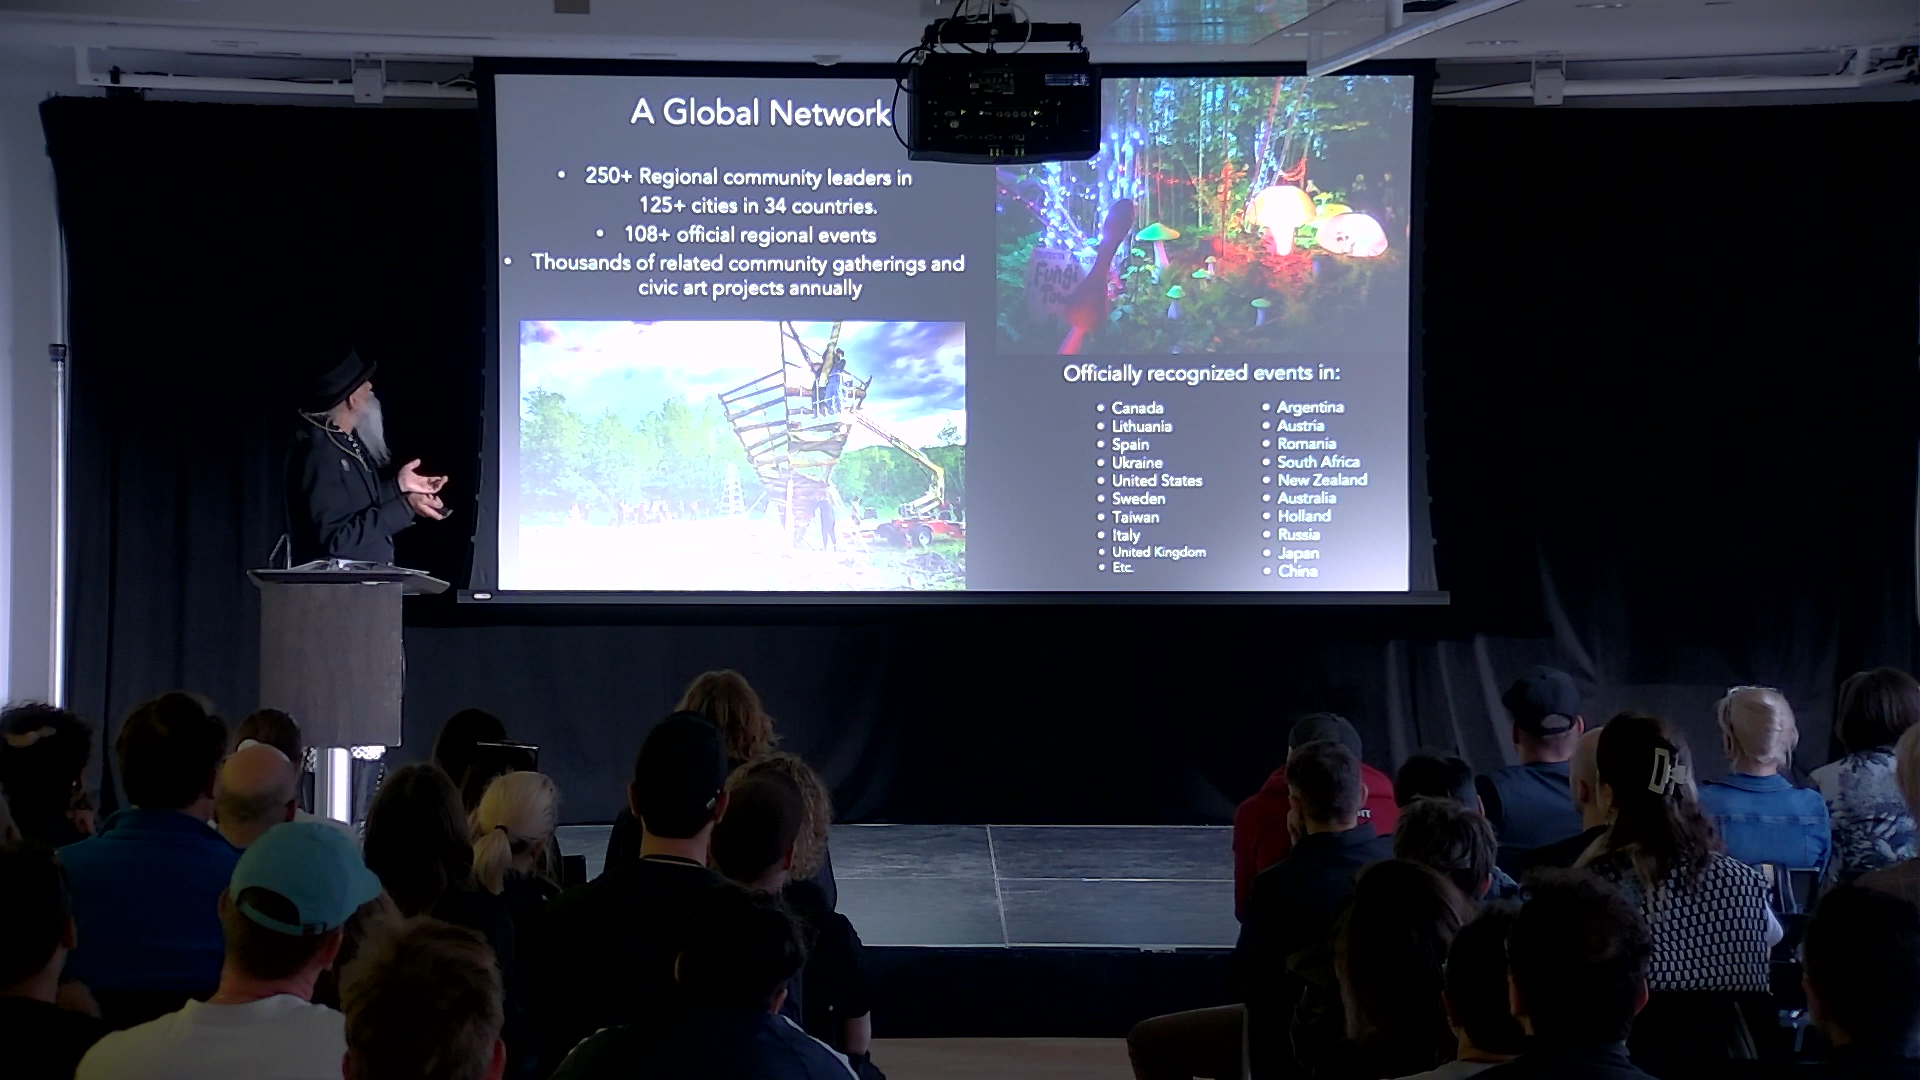 A Global Network
• 250+ Regional community leaders in
125+ cities in 34 countries.
• 108+ official regional events
• Thousands of related community gatherings and
civic art projects annually
Fungi
Officially recognized events in:
• Canada
• Lithuania
• Spain
• Ukraine
• United States
• Sweden
• Taiwan
• Italy
• United Kingdom
• Etc.
• Argentina
• Austria
• Romania
• South Africa
• New Zealand
• Australia
• Holland
• Russia
• Japan
• China